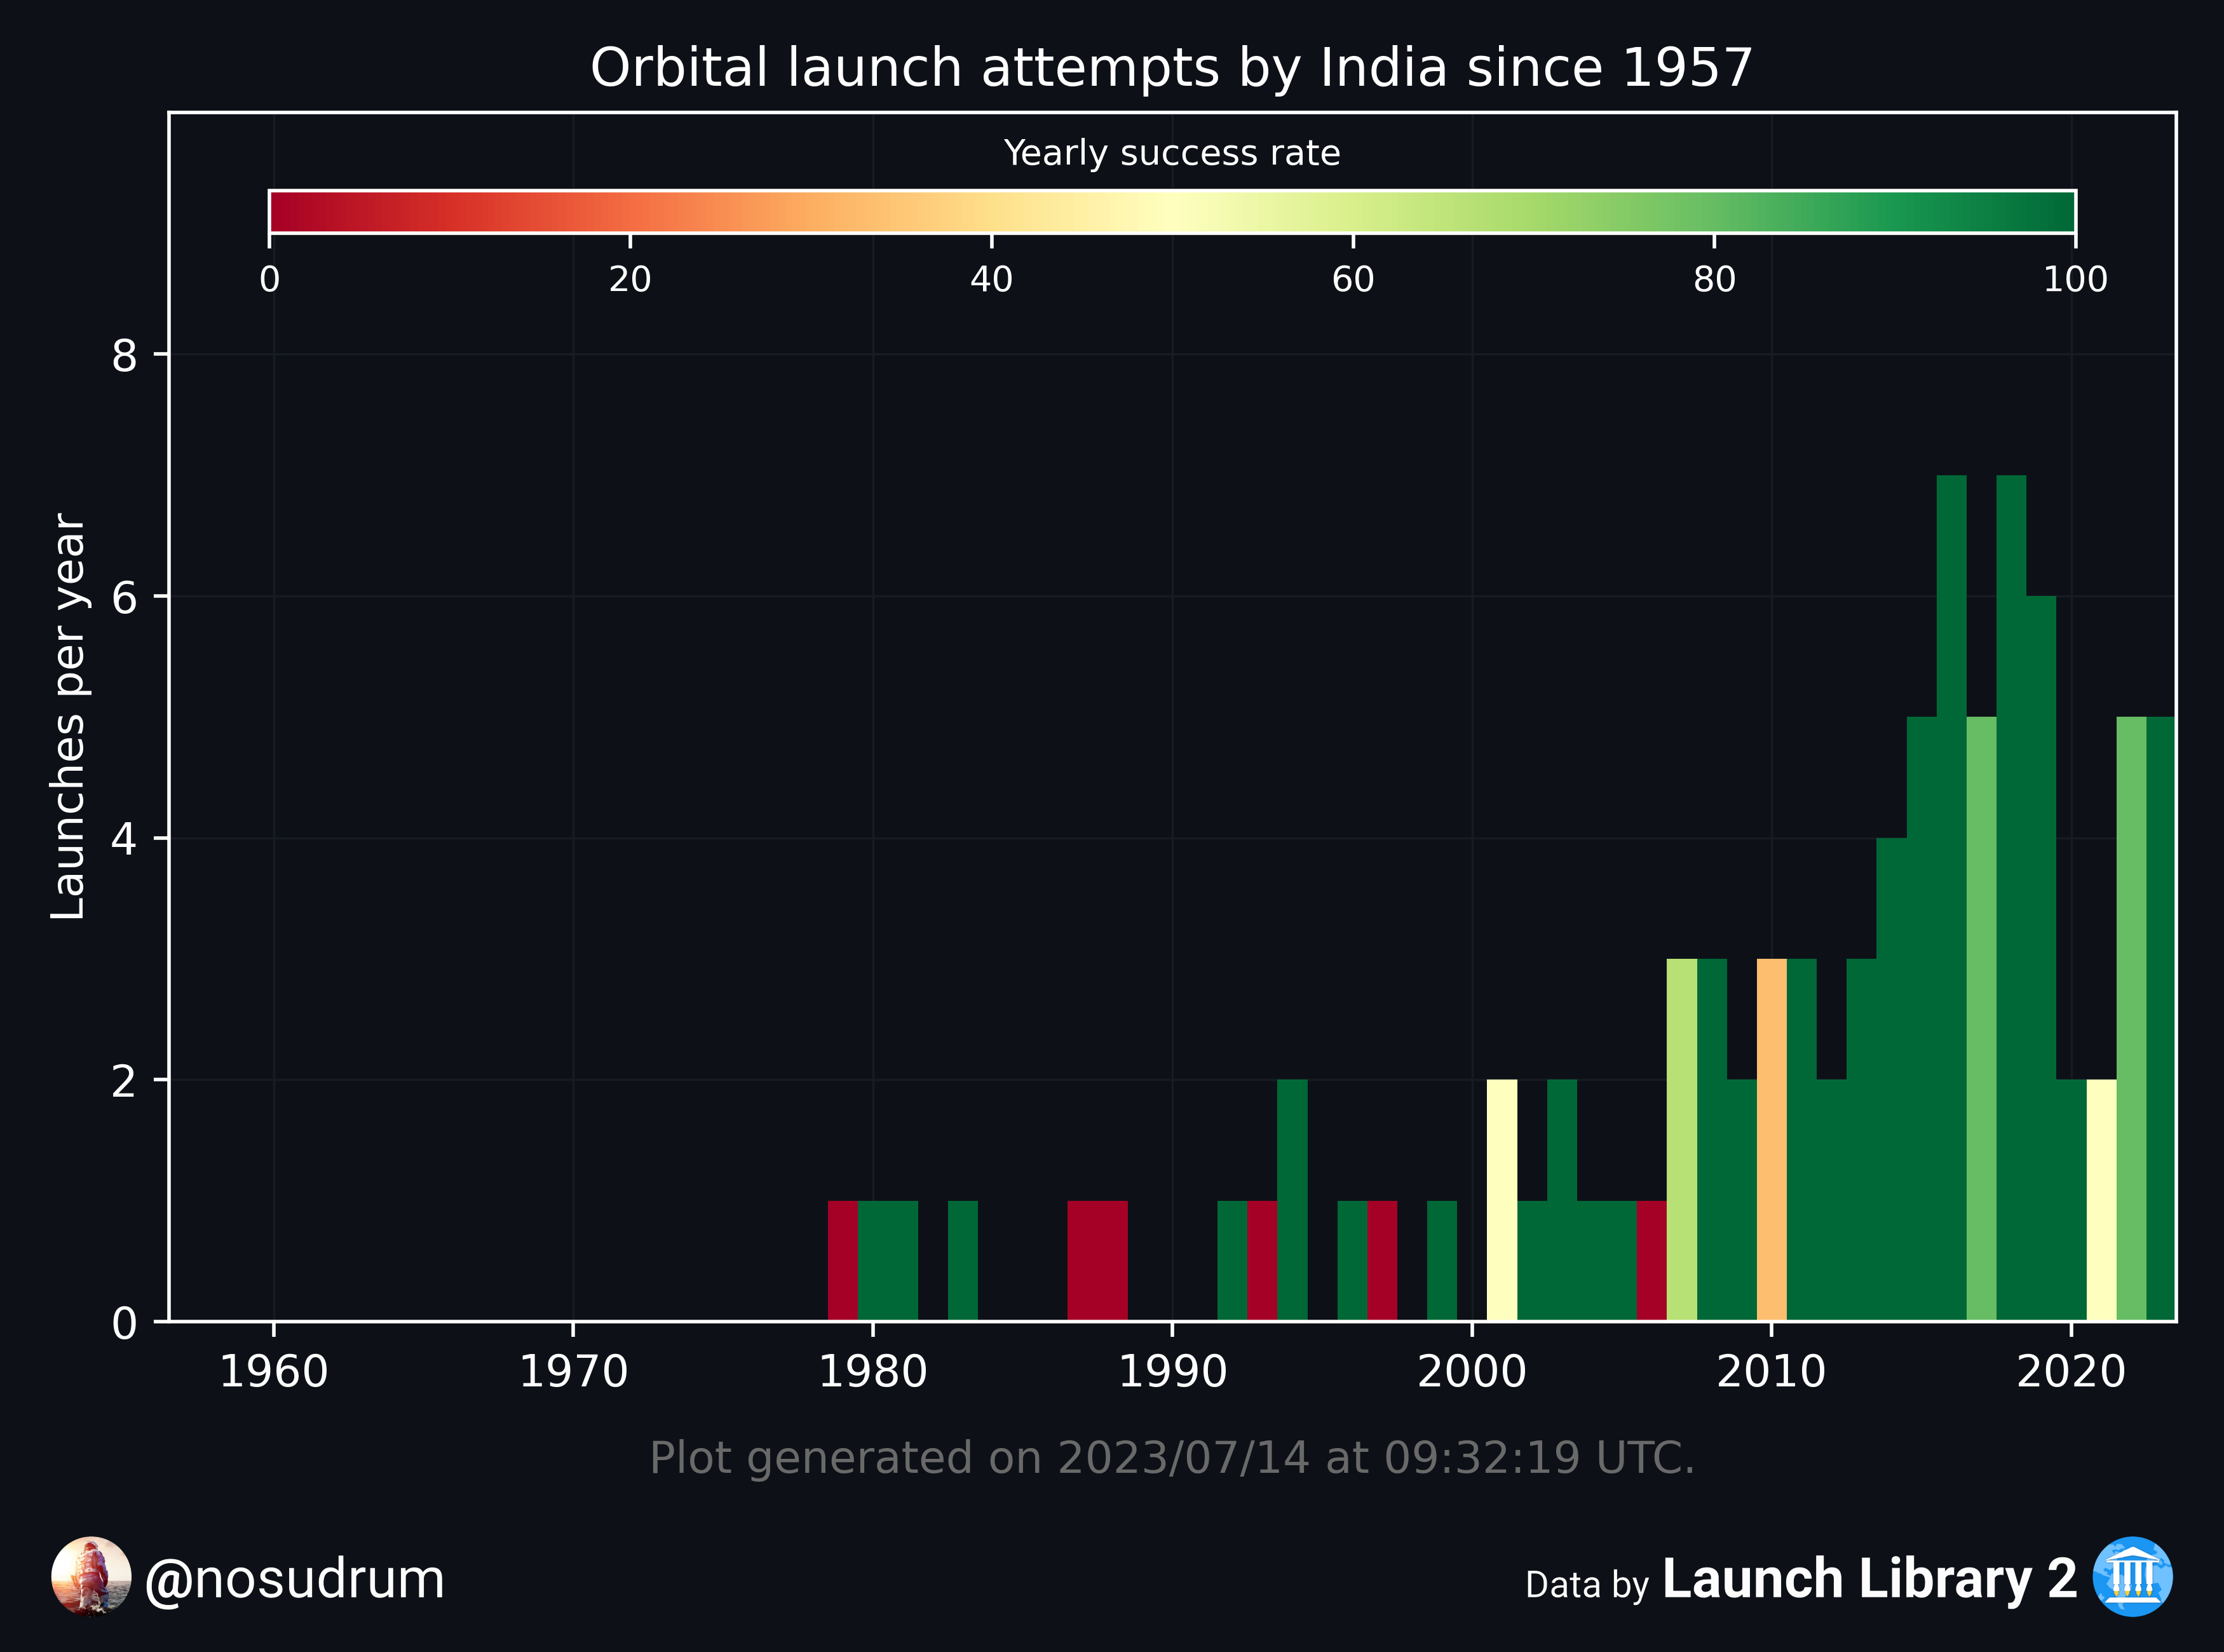 Orbital launch attempts by India since 1957
Yearly success rate
0 20 40 60 80 100
8
6
4
2
0
Launches per year
1960 1970 1980 1990 2000 2010 2020
Plot generated on 2023/07/14 at 09:32:19 UTC.
@nosudrum
Data by Launch Library 2